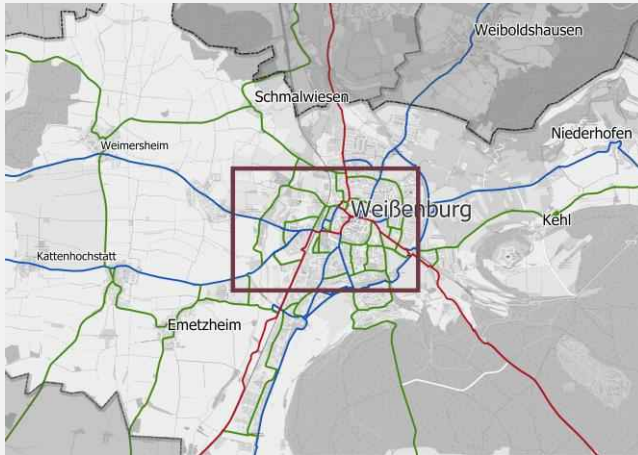 Weiboldshausen
Schmalwiesen
Niederhofen
Weimersheim
Weißenburg
Kehl
Kattenhochstatt
Emetzheim